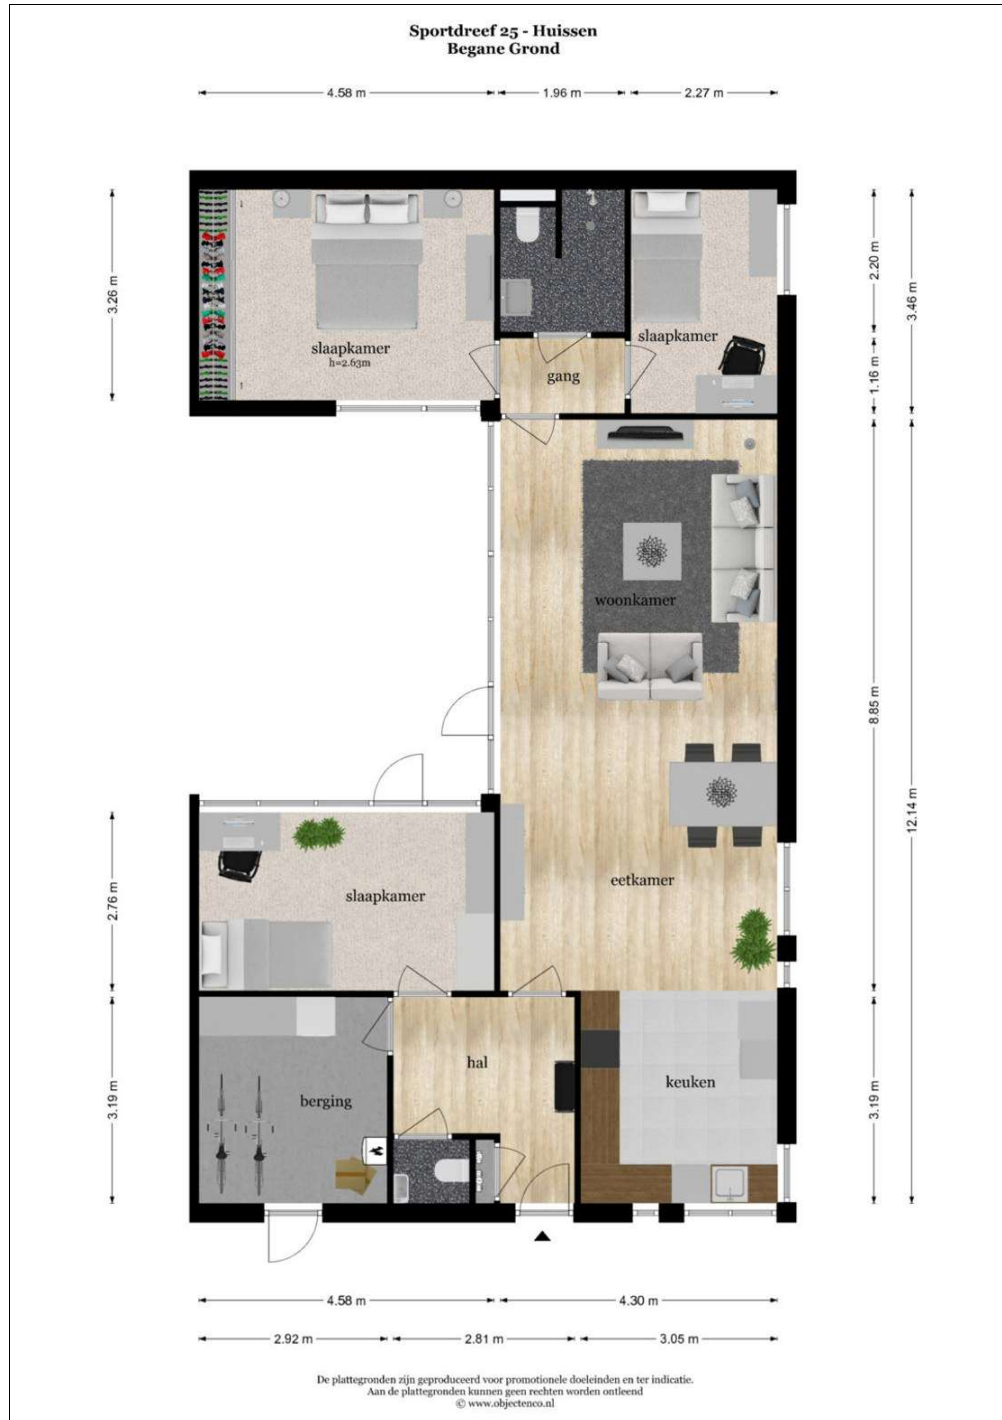 Sportdreef 25 - Huissen
Begane Grond
4.58 m
1.96 m
2.27 m
3.26 m
2.20 m
3.46 m
1.16 m
slaapkamer
h=2.63m
slaapkamer
gang
woonkamer
8.85 m
12.14 m
eetkamer
slaapkamer
2.76 m
hal
keuken
berging
3.19 m
3.19 m
4.58 m
4.30 m
2.92 m
2.81 m
3.05 m
De plattegronden zijn geproduceerd voor promotionele doeleinden en ter indicatie.
Aan de plattegronden kunnen geen rechten worden ontleend
© www.objectenco.nl